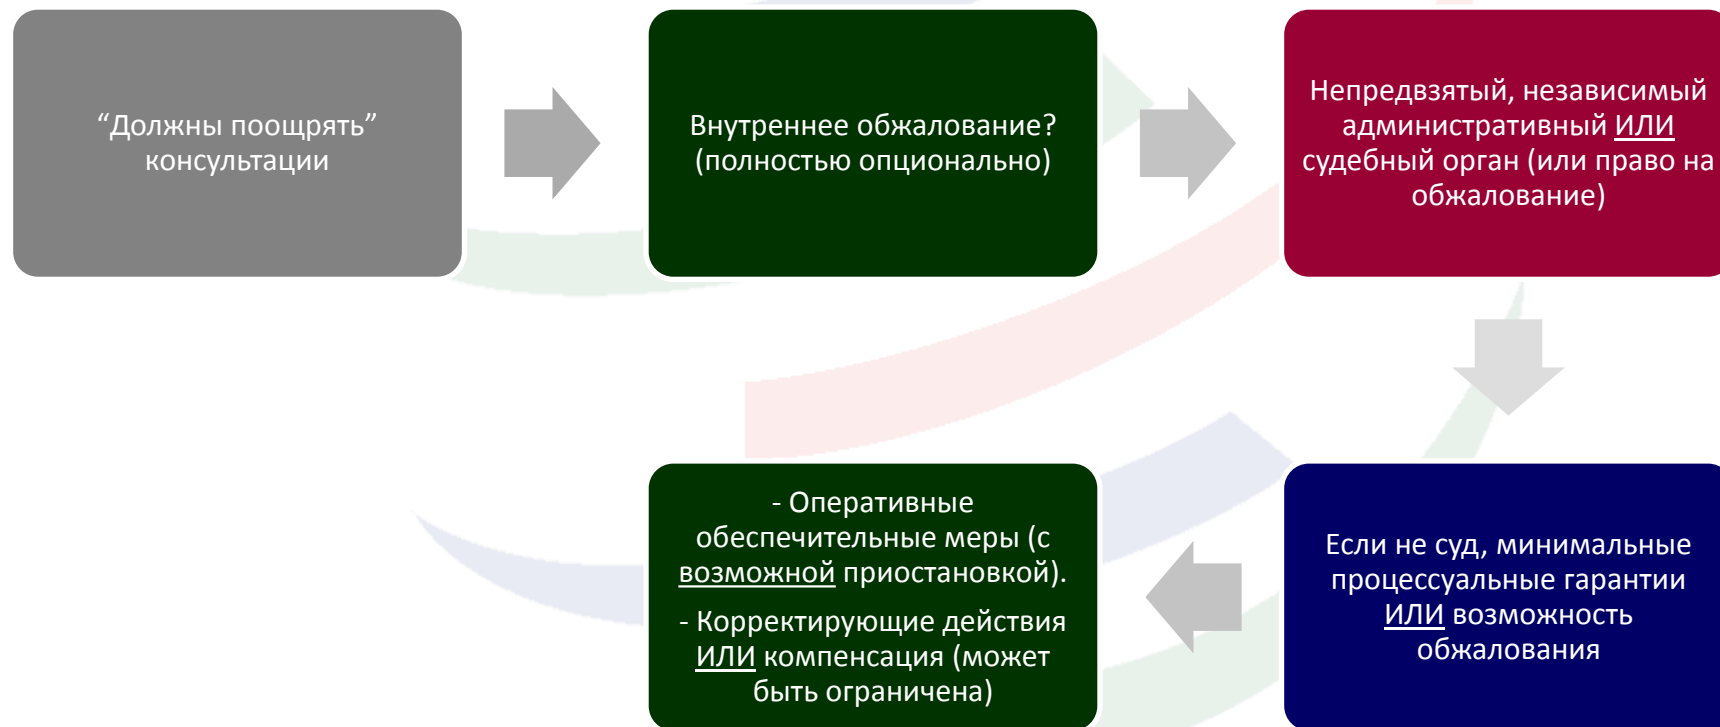 “Должны поощрять”
консультации
Внутреннее обжалование?
(полностью опционально)
Непредвзятый, независимый
административный ИЛИ
судебный орган (или право на
обжалование)
Если не суд, минимальные
процессуальные гарантии
ИЛИ возможность
обжалования
- Оперативные
обеспечительные меры (с
возможной приостановкой).
- Корректирующие действия
ИЛИ компенсация (может
быть ограничена)